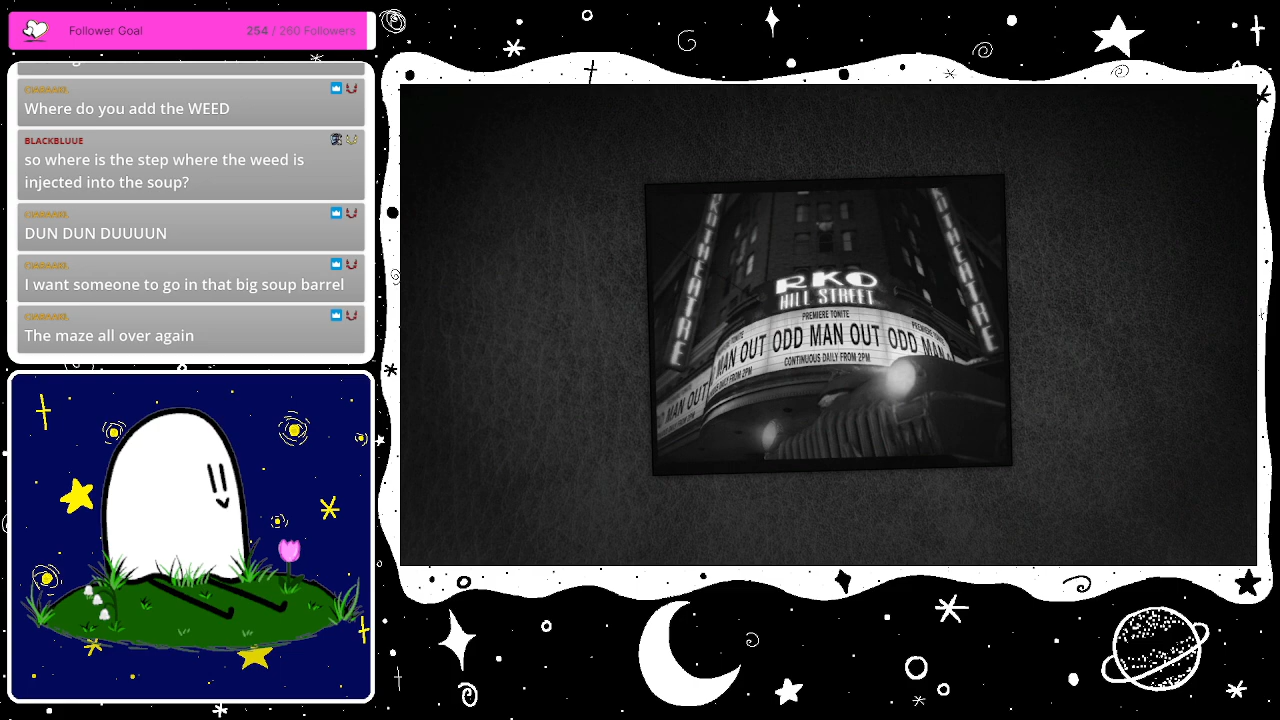 Follower Goal
254 / 260 Followers
Where do you add the WEED
BLACKBLUUE
so where is the step where the weed is
injected into the soup?
DUN DUN DUUUUN
I want someone to go in that big soup barrel
The maze all over again
RKO
HILL STREET
THEATRE
THEATRE
PREMIERE TONITE
MAN OUT ODD MAN OUT ODD MAN
CONTINUOUS DAILY FROM 2PM
MAN OUT